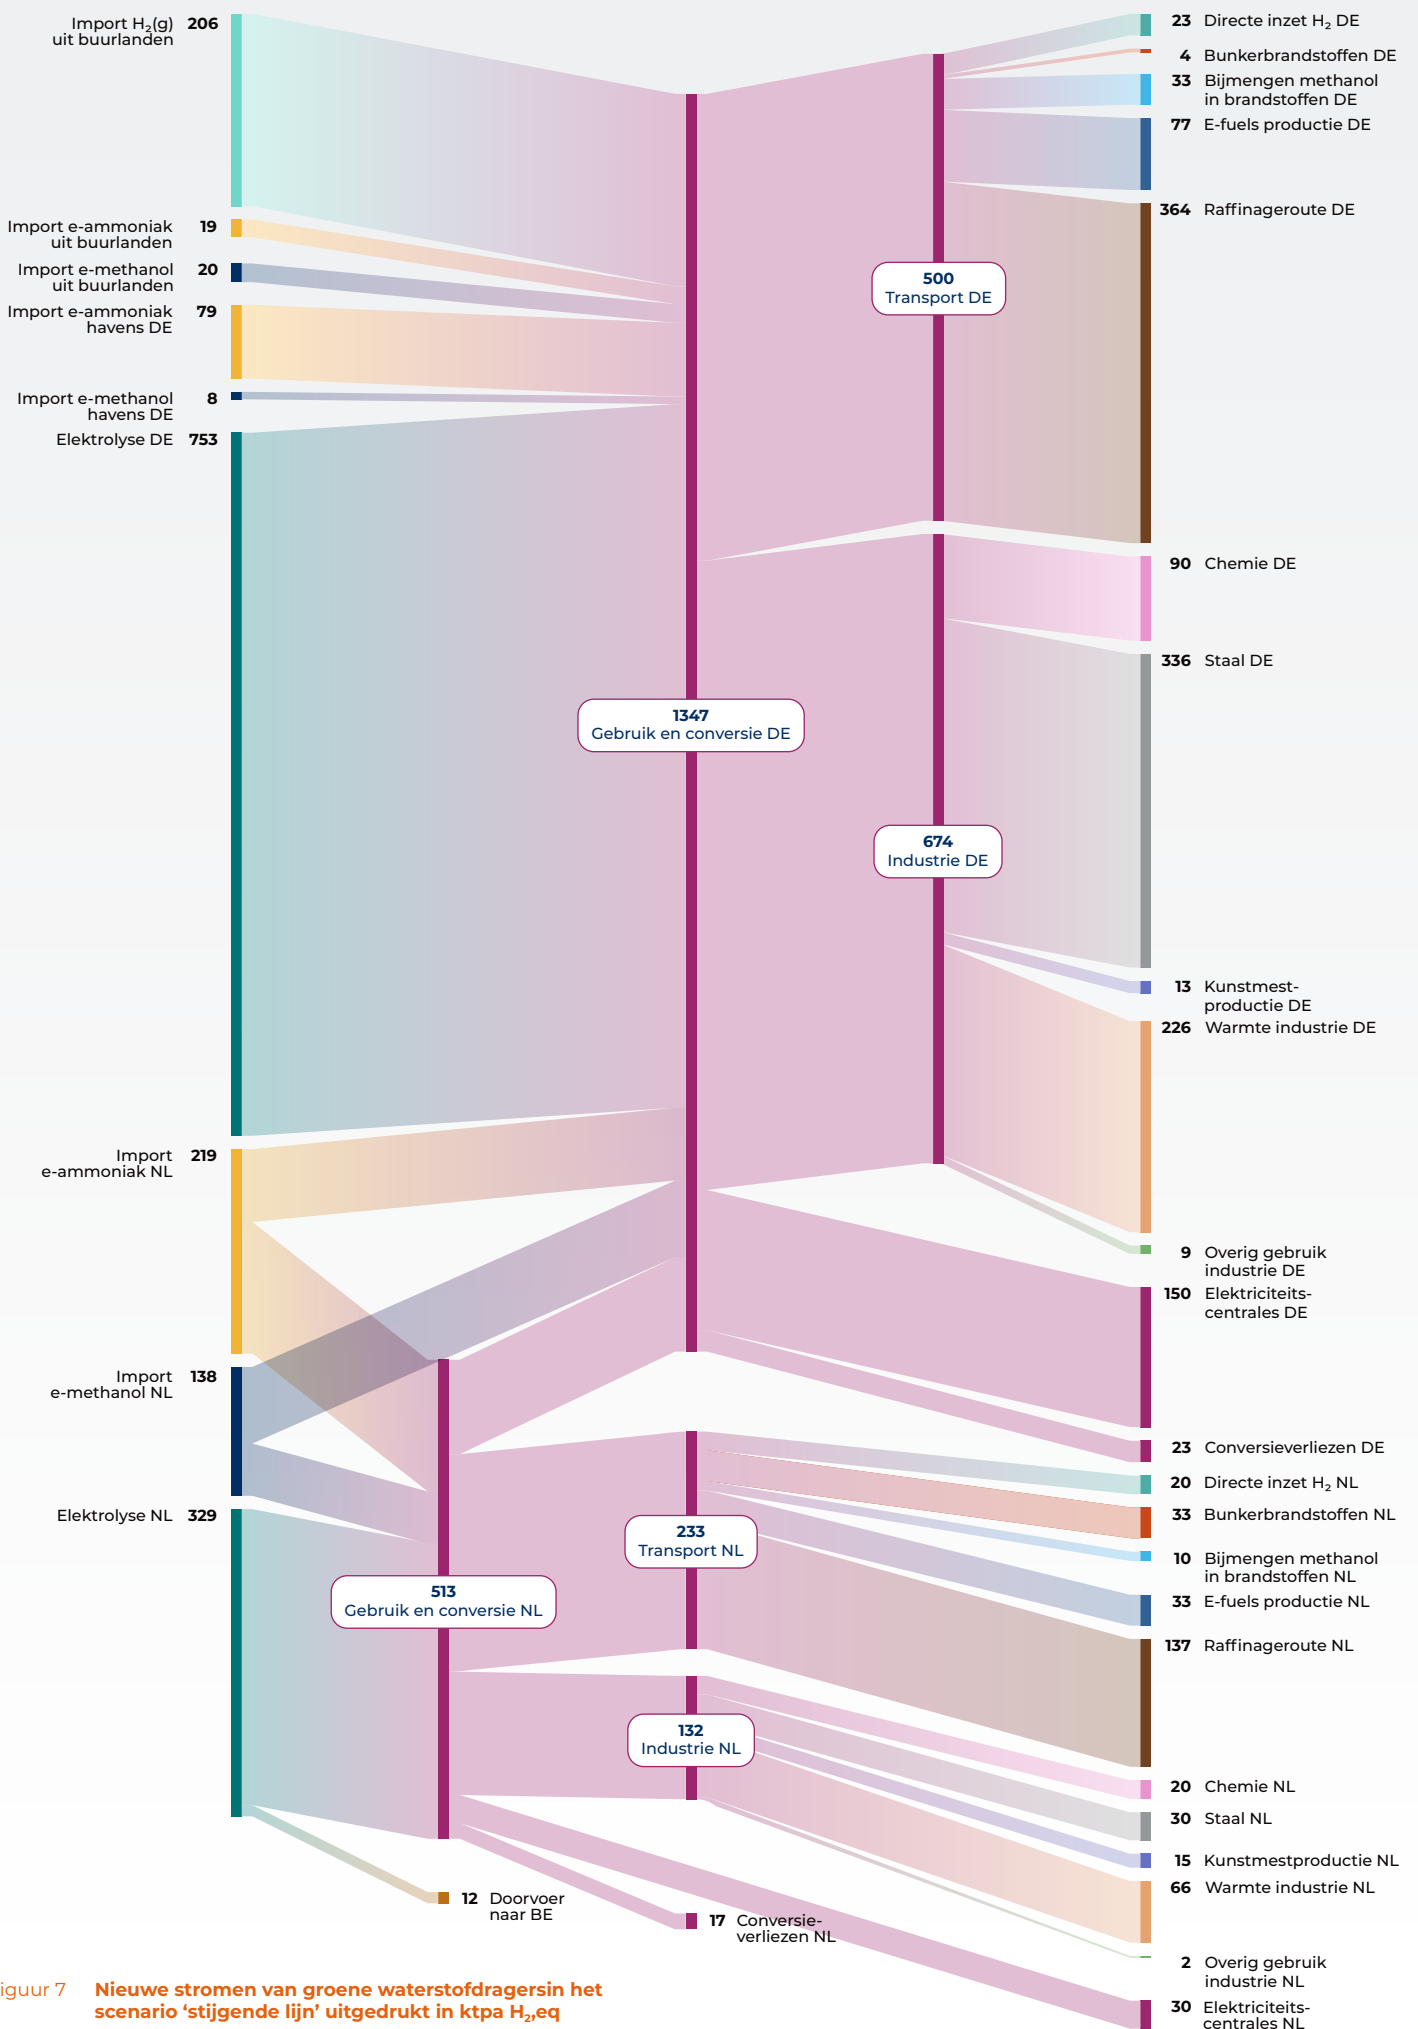 Import H₂(g) 206
uit buurlanden
Import e-ammoniak 19
uit buurlanden
Import e-methanol 20
uit buurlanden
Import e-ammoniak 79
havens DE
Import e-methanol 8
havens DE
Elektrolyse DE 753
Import 219
e-ammoniak NL
Import 138
e-methanol NL
Elektrolyse NL 329
1347
Gebruik en conversie DE
513
Gebruik en conversie NL
12 Doorvoer
naar BE
500
Transport DE
674
Industrie DE
233
Transport NL
132
Industrie NL
17 Conversie-
verliezen NL
23 Directe inzet H₂ DE
4 Bunkerbrandstoffen DE
33 Bijmengen methanol
in brandstoffen DE
77 E-fuels productie DE
364 Raffinageroute DE
90 Chemie DE
336 Staal DE
13 Kunstmest-
productie DE
226 Warmte industrie DE
9 Overig gebruik
industrie DE
150 Elektriciteits-
centrales DE
23 Conversieverliezen DE
20 Directe inzet H₂ NL
33 Bunkerbrandstoffen NL
10 Bijmengen methanol
in brandstoffen NL
33 E-fuels productie NL
137 Raffinageroute NL
20 Chemie NL
30 Staal NL
15 Kunstmestproductie NL
66 Warmte industrie NL
2 Overig gebruik
industrie NL
30 Elektriciteits-
centrales NL
iguur 7 Nieuwe stromen van groene waterstofdragersin het
scenario ‘stijgende lijn’ uitgedrukt in ktpa H₂,eq